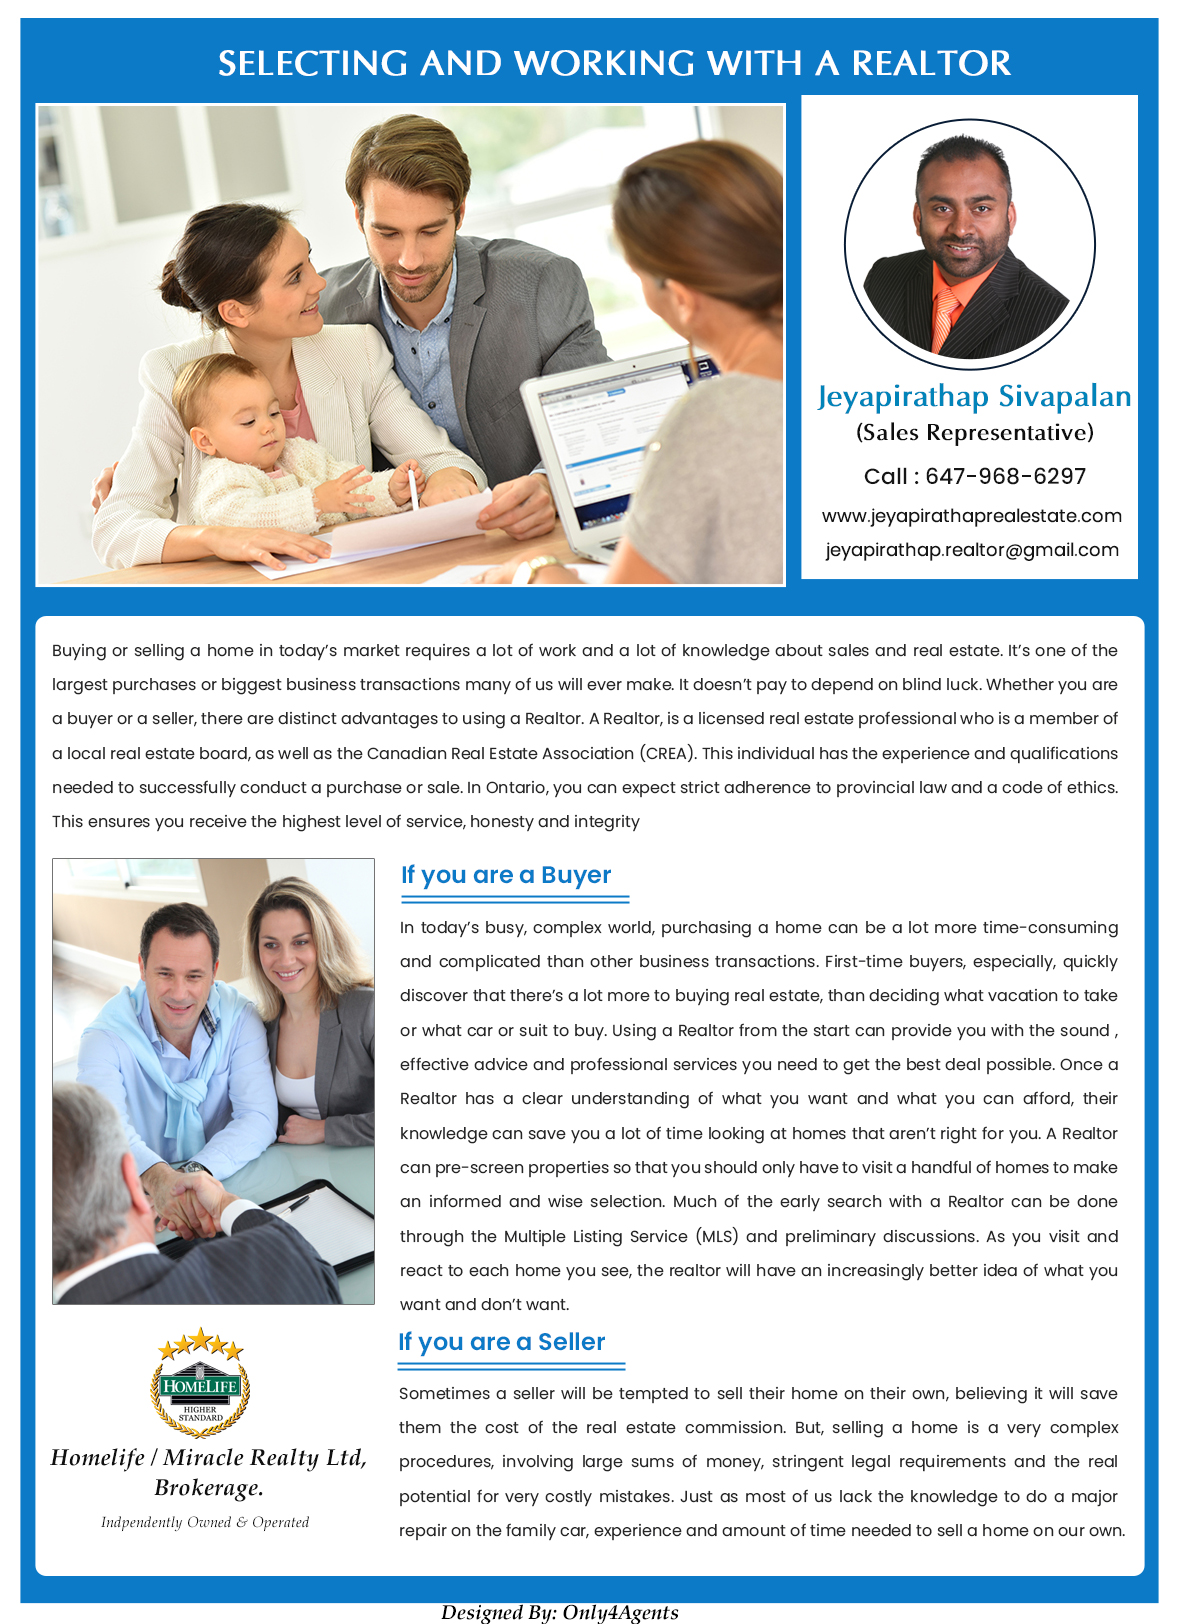 SELECTING AND WORKING WITH A REALTOR
Jeyapirathap Sivapalan
(Sales Representative)
Call : 647-968-6297
www.jeyapirathaprealestate.com
jeyapirathap.realtor@gmail.com
Buying or selling a home in today’s market requires a lot of work and a lot of knowledge about sales and real estate. It’s one of the
largest purchases or biggest business transactions many of us will ever make. It doesn’t pay to depend on blind luck. Whether you are
a buyer or a seller, there are distinct advantages to using a Realtor. A Realtor, is a licensed real estate professional who is a member of
a local real estate board, as well as the Canadian Real Estate Association (CREA). This individual has the experience and qualifications
needed to successfully conduct a purchase or sale. In Ontario, you can expect strict adherence to provincial law and a code of ethics.
This ensures you receive the highest level of service, honesty and integrity
If you are a Buyer
In today’s busy, complex world, purchasing a home can be a lot more time-consuming
and complicated than other business transactions. First-time buyers, especially, quickly
discover that there’s a lot more to buying real estate, than deciding what vacation to take
or what car or suit to buy. Using a Realtor from the start can provide you with the sound ,
effective advice and professional services you need to get the best deal possible. Once a
Realtor has a clear understanding of what you want and what you can afford, their
knowledge can save you a lot of time looking at homes that aren’t right for you. A Realtor
can pre-screen properties so that you should only have to visit a handful of homes to make
an informed and wise selection. Much of the early search with a Realtor can be done
through the Multiple Listing Service (MLS) and preliminary discussions. As you visit and
react to each home you see, the realtor will have an increasingly better idea of what you
want and don’t want.
If you are a Seller
Sometimes a seller will be tempted to sell their home on their own, believing it will save
them the cost of the real estate commission. But, selling a home is a very complex
procedures, involving large sums of money, stringent legal requirements and the real
potential for very costly mistakes. Just as most of us lack the knowledge to do a major
repair on the family car, experience and amount of time needed to sell a home on our own.
HOMELIFE
HIGHER
STANDARD
Homelife / Miracle Realty Ltd,
Brokerage.
Indpendently Owned & Operated
Designed By: Only4Agents